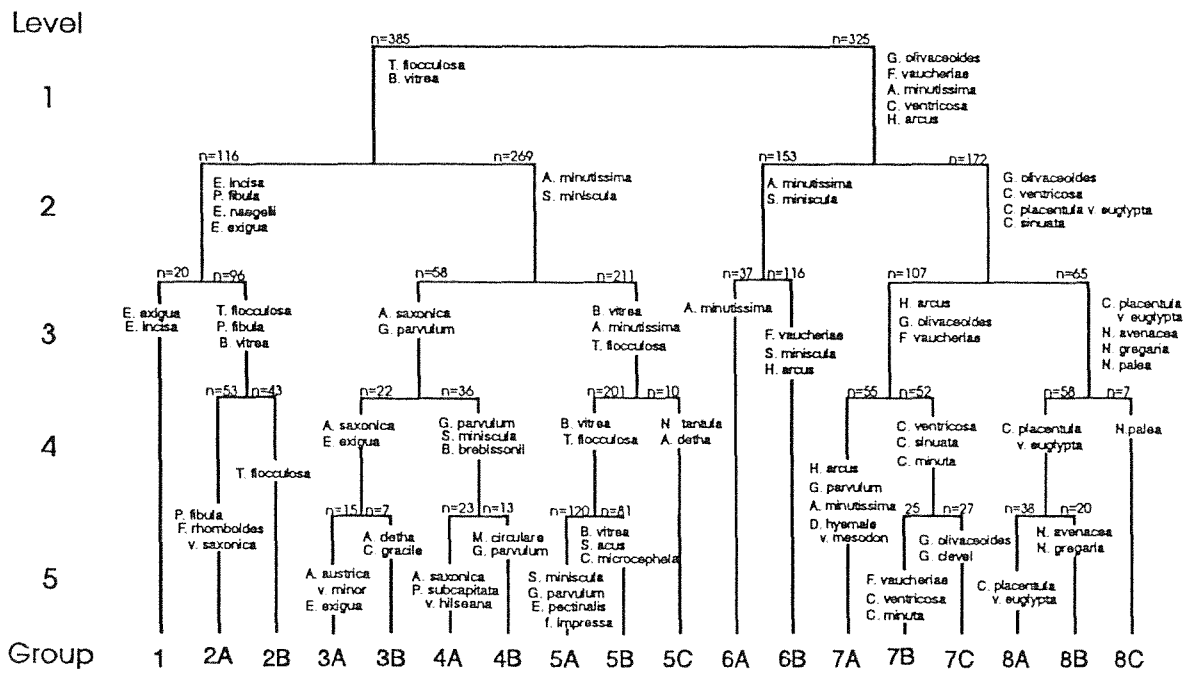 Level
n=385
n=325
T. flocculosa
B. vitrea
G. olivaceoides
F. vaucheriae
A. minutissima
C. ventricosa
H. arcus
1
n=116
n=269
n=153
n=172
E. incisa
P. fibula
E. naegelii
E. exigua
A. minutissima
S. miniscula
A. minutissima
S. miniscula
G. olivaceoides
C. ventricosa
C placentula v. euglypta
C. sinuata
2
n=20
n=96
n=58
n=211
n=37
n=116
n=107
n=65
E. exigua
E. incisa
T. flocculosa
P. fibula
B. vitrea
A. saxonica
G. parvulum
B. vitrea
A. minutissima
T. flocculosa
A. minutissima
F. vaucheriae
S. miniscula
H. arcus
H. arcus
G. olivaceoides
F vaucheriae
C. placentula
v. euglypta
N. avenacea
N. gregaria
N. palea
3
n=53
n=43
n=22
n=36
n=201
n=10
n=55
n=52
n=58
n=7
T. flocculosa
A. saxonica
E. exigua
G. parvulum
S. miniscula
B. brebissonii
B. vitrea
T. flocculosa
N. tantula
A. detha
C. ventricosa
C. sinuata
C. minuta
C. placentula
v. euglypta
N.palea
4
P. fibula
F. rhomboides
v. saxonica
H. arcus
G. parvulum
A. minutissima
D. hyemale
v. mesodon
n=15
n=7
n=23
n=13
n=120
n=81
25
n=27
n=38
n=20
A. detha
C. gracile
M. circulare
G. parvulum
B. vitrea
S. acus
C. microcephela
G. olivaceoides
G. clevei
N. avenacea
N. gregaria
5
A. austrica
v. minor
E. exigua
A. saxonica
P. subcapitata
v. hilseana
S. miniscula
G. parvulum
E. pectinalis
f. impressa
F. vaucheriae
C. ventricosa
C. minuta
C. placentula
v. euglypta
Group 1 2A 2B 3A 3B 4A 4B 5A 5B 5C 6A 6B 7A 7B 7C 8A 8B 8C